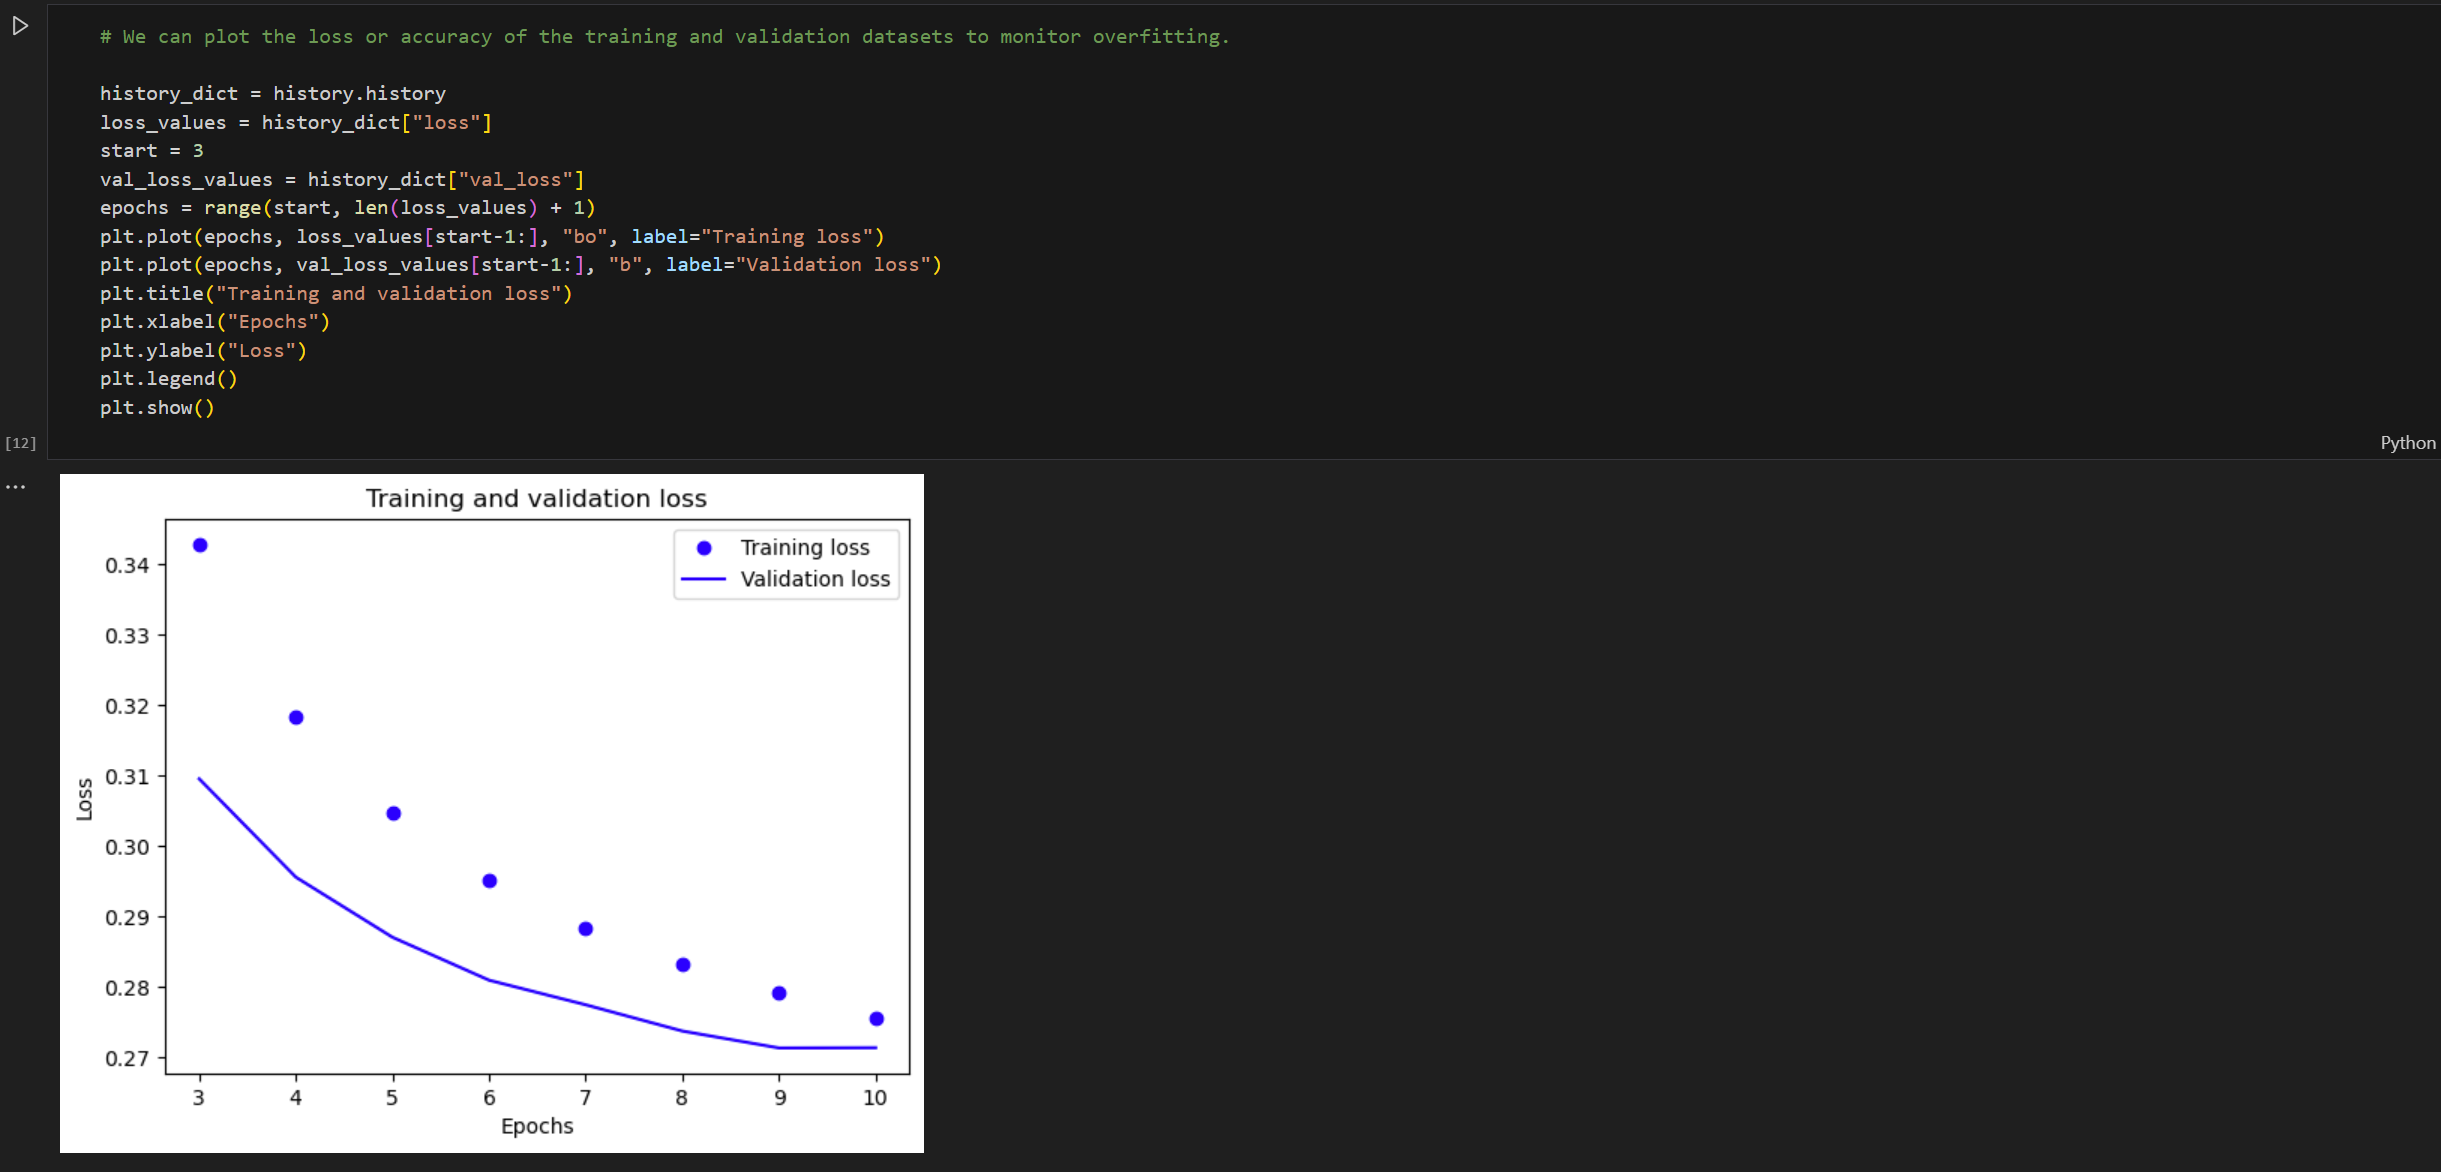 # We can plot the loss or accuracy of the training and validation datasets to monitor overfitting.
history_dict = history.history
loss_values = history_dict["loss"]
start = 3
val_loss_values = history_dict["val_loss"]
epochs = range(start, len(loss_values) + 1)
plt.plot(epochs, loss_values[start-1:], "bo", label="Training loss")
plt.plot(epochs, val_loss_values[start-1:], "b", label="Validation loss")
plt.title("Training and validation loss")
plt.xlabel("Epochs")
plt.ylabel("Loss")
plt.legend()
plt.show()
[12]
Python
...
Training and validation loss
Training loss
Validation loss
0.34
0.33
0.32
0.31
0.30
0.29
0.28
0.27
Loss
3 4 5 6 7 8 9 10
Epochs